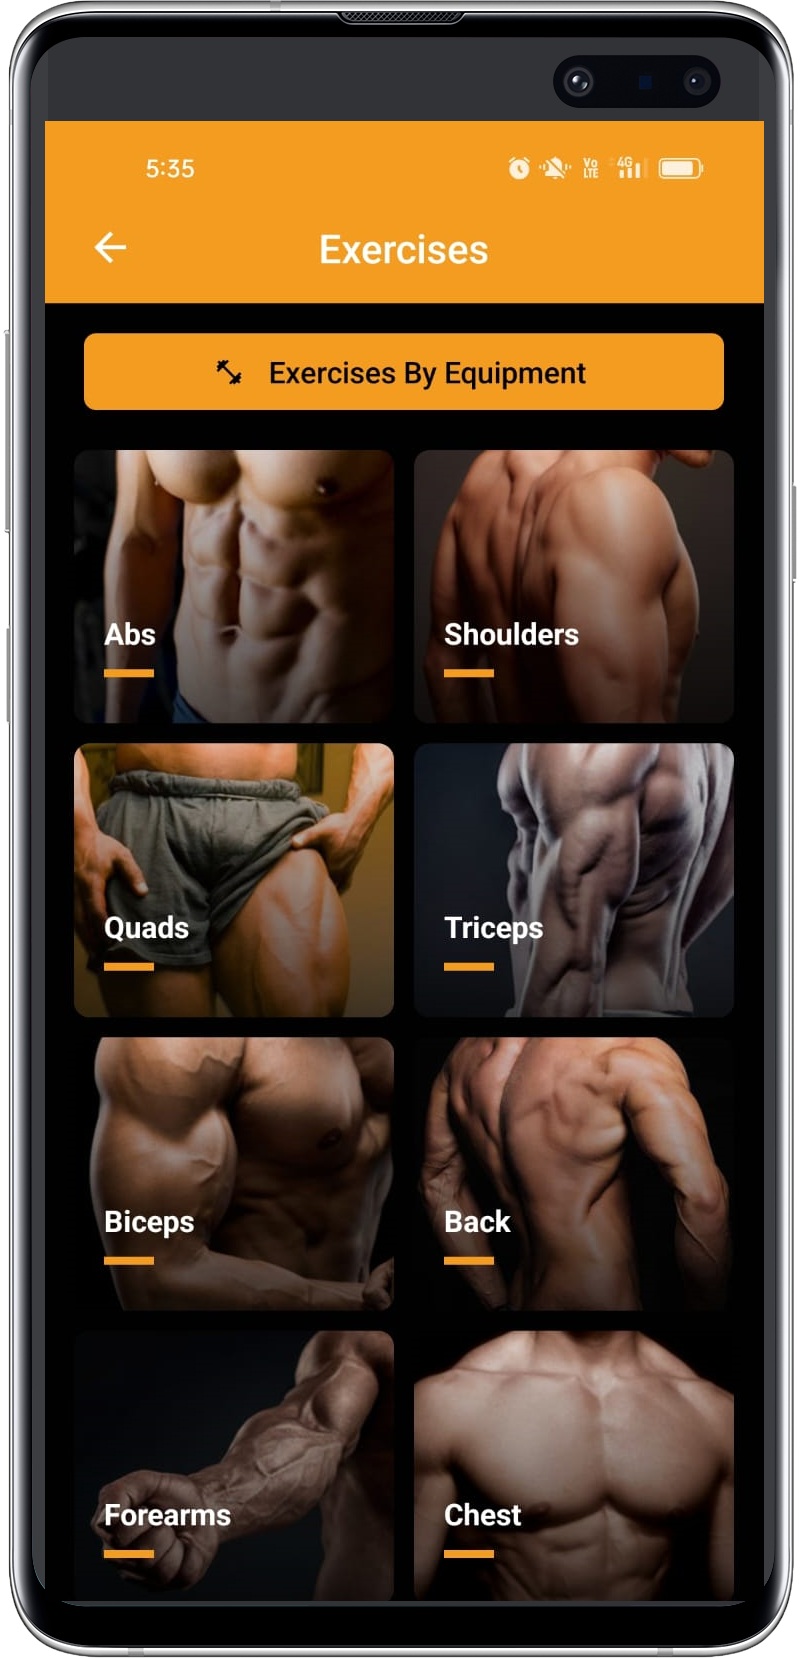 5:35
Vo
LTE
4G
Exercises
Exercises By Equipment
Abs
Shoulders
Quads
Triceps
Biceps
Back
Forearms
Chest